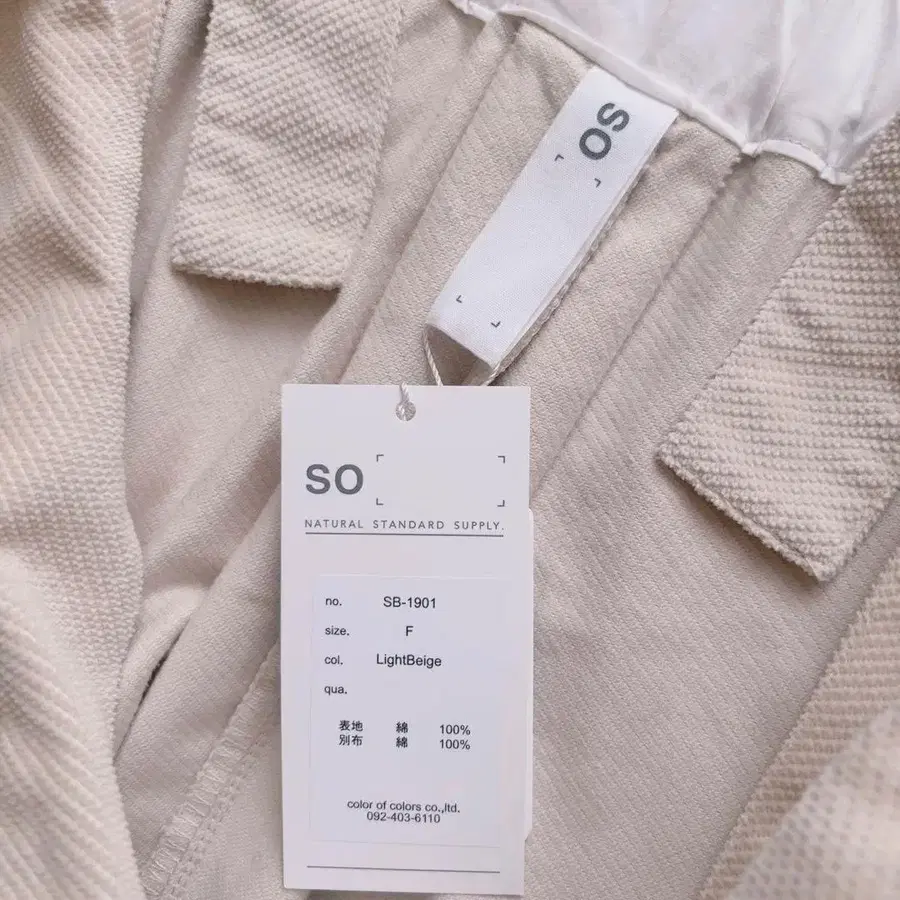 SO
SO
NATURAL STANDARD SUPPLY.
no. SB-1901
size. F
col. LightBeige
qua.
表地 綿 100%
別布 綿 100%
color of colors co.,ltd.
092-403-6110